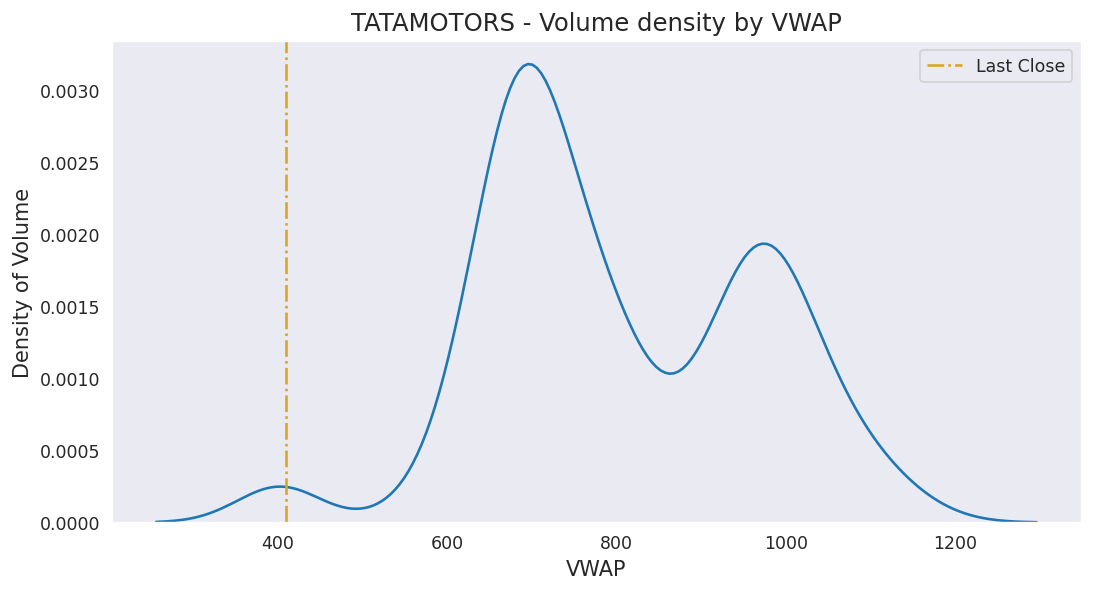 TATAMOTORS - Volume density by VWAP
Last Close
Density of Volume
0.0030
0.0025
0.0020
0.0015
0.0010
0.0005
0.0000
400 600 800 1000 1200
VWAP